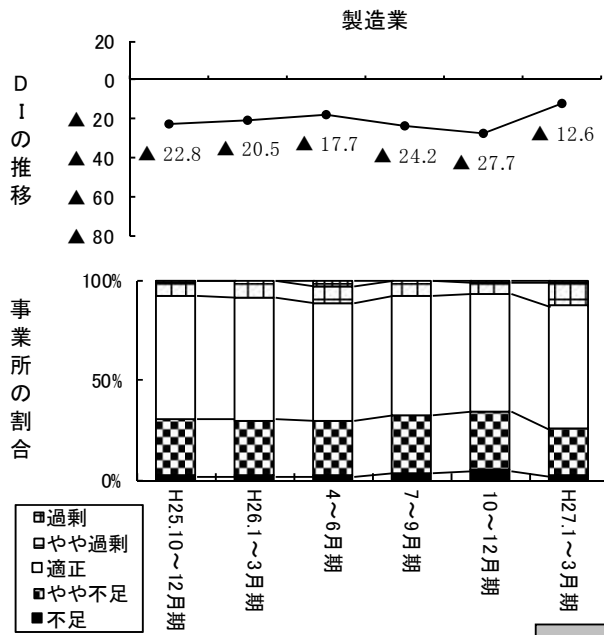 製造業
DIの推移
20
0
▲ 20
▲ 40
▲ 60
▲ 80
▲ 22.8
▲ 20.5
▲ 17.7
▲ 24.2
▲ 27.7
▲ 12.6
事業所の割合
100%
50%
0%
H25.10～12月期
H26.1～3月期
4～6月期
7～9月期
10～12月期
H27.1～3月期
過剰
やや過剰
適正
やや不足
不足